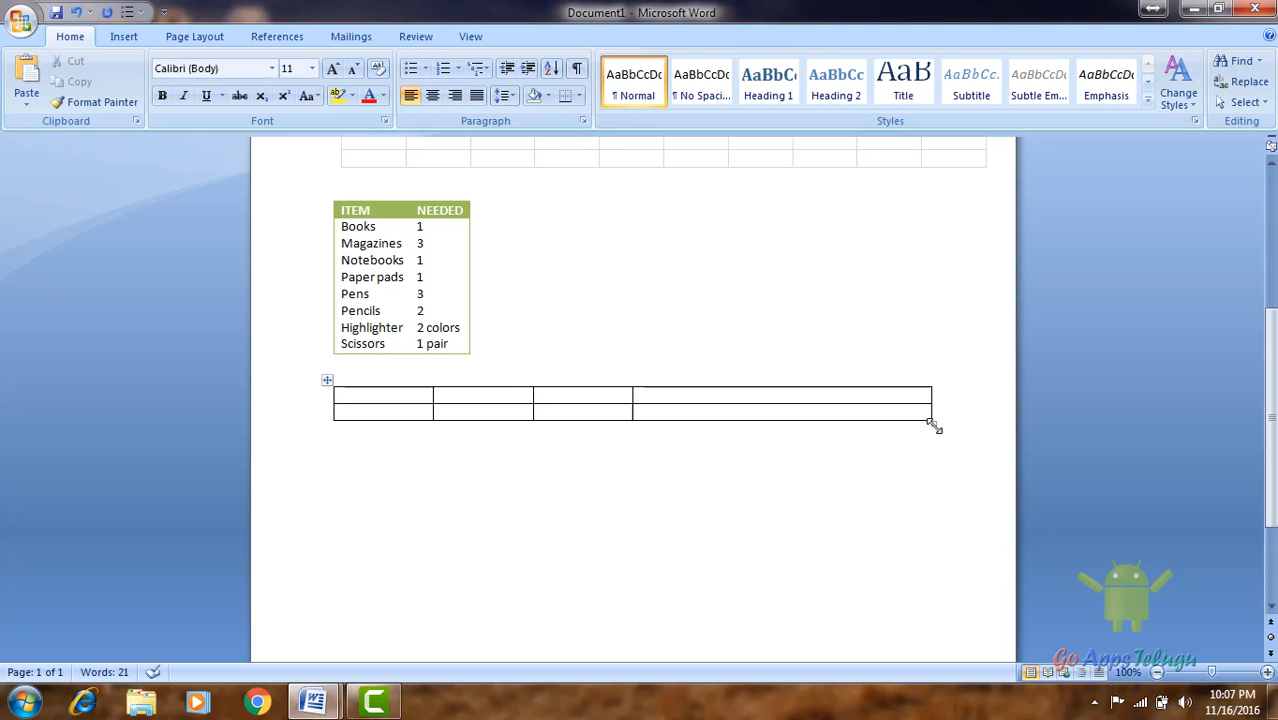 Document1 - Microsoft Word
Home Insert Page Layout References Mailings Review View
Cut
Copy
Format Painter
Paste
Clipboard
Calibri (Body) 11
Font
Paragraph
AaBbCcDc AaBbCcDc AaBbCc AaBbCc AaB AaBbCc. AaBbCcDc AaBbCcDc
¶ Normal ¶ No Spaci... Heading 1 Heading 2 Title Subtitle Subtle Em... Emphasis
Change Styles
Styles
Find
Replace
Select
Editing
ITEM NEEDED
Books 1
Magazines 3
Notebooks 1
Paper pads 1
Pens 3
Pencils 2
Highlighter 2 colors
Scissors 1 pair
Go Apps Telugu
Page: 1 of 1 Words: 21 100%
10:07 PM
11/16/2016